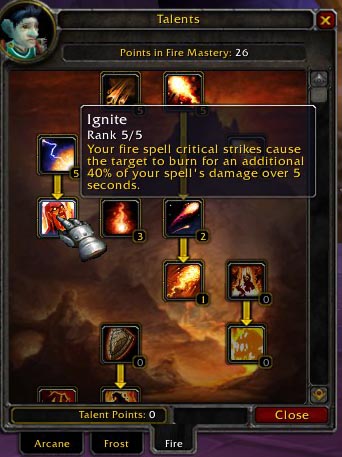 Talents
Points in Fire Mastery: 26
Ignite
Rank 5/5
Your fire spell critical strikes cause
the target to burn for an additional
40% of your spell's damage over 5
seconds.
5
5
3
2
1
0
0
0
Talent Points: 0
Close
Arcane
Frost
Fire